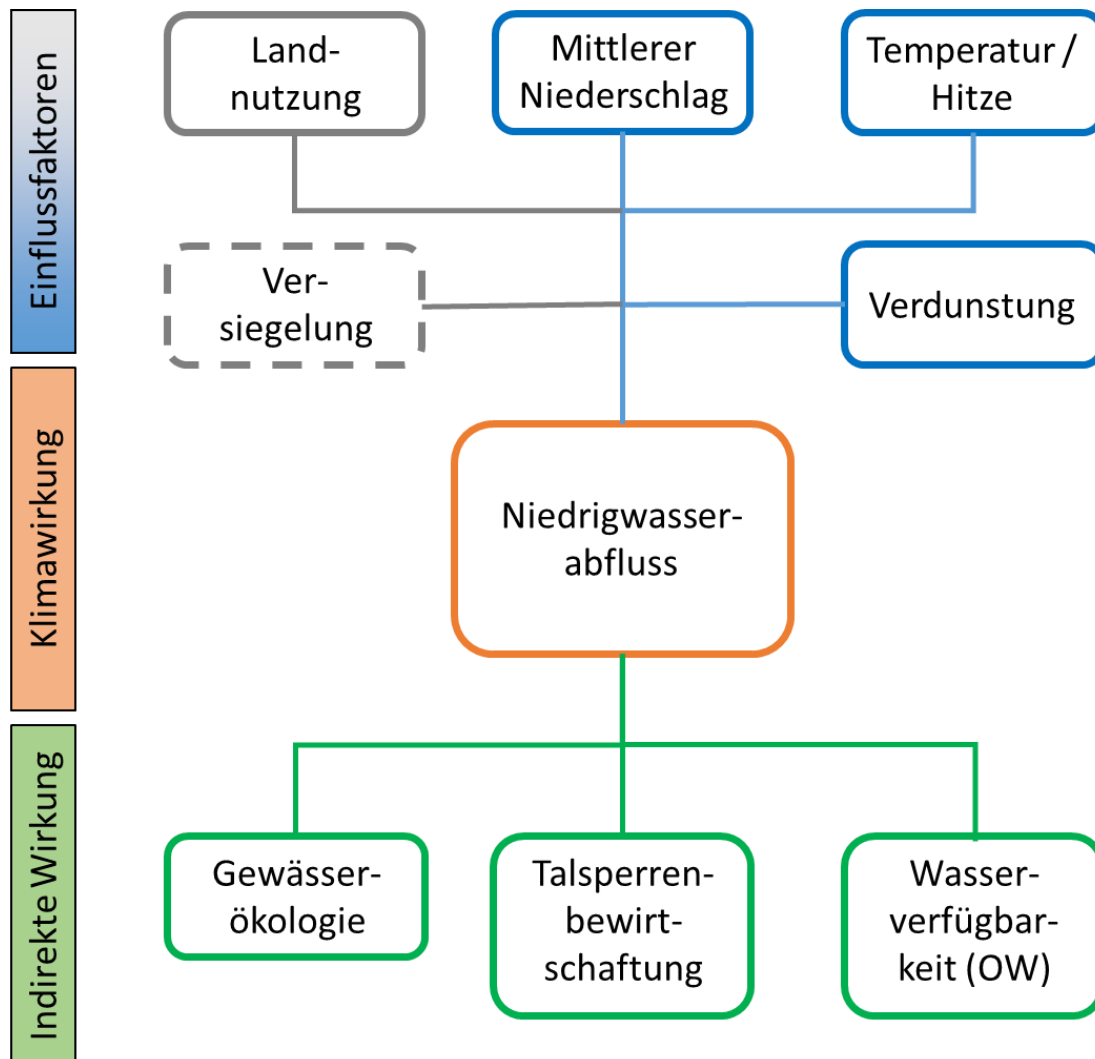 Einflussfaktoren
Land-
nutzung
Mittlerer
Niederschlag
Temperatur /
Hitze
Ver-
siegelung
Verdunstung
Klimawirkung
Niedrigwasser-
abfluss
Indirekte Wirkung
Gewässer-
ökologie
Talsperren-
bewirt-
schaftung
Wasser-
verfügbar-
keit (OW)